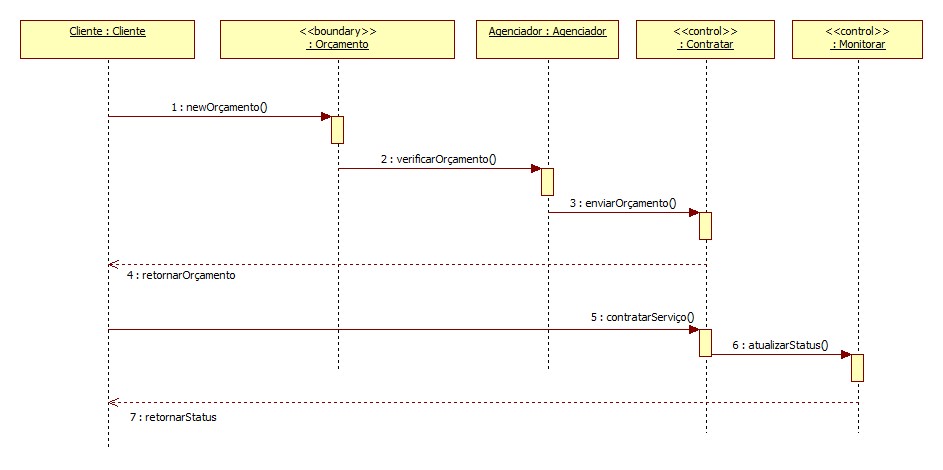 Cliente : Cliente
<<boundary>>
: Orçamento
Agenciador : Agenciador
<<control>>
: Contratar
<<control>>
: Monitorar
1 : newOrçamento()
2 : verificarOrçamento()
3 : enviarOrçamento()
4 : retornarOrçamento
5 : contratarServiço()
6 : atualizarStatus()
7 : retornarStatus